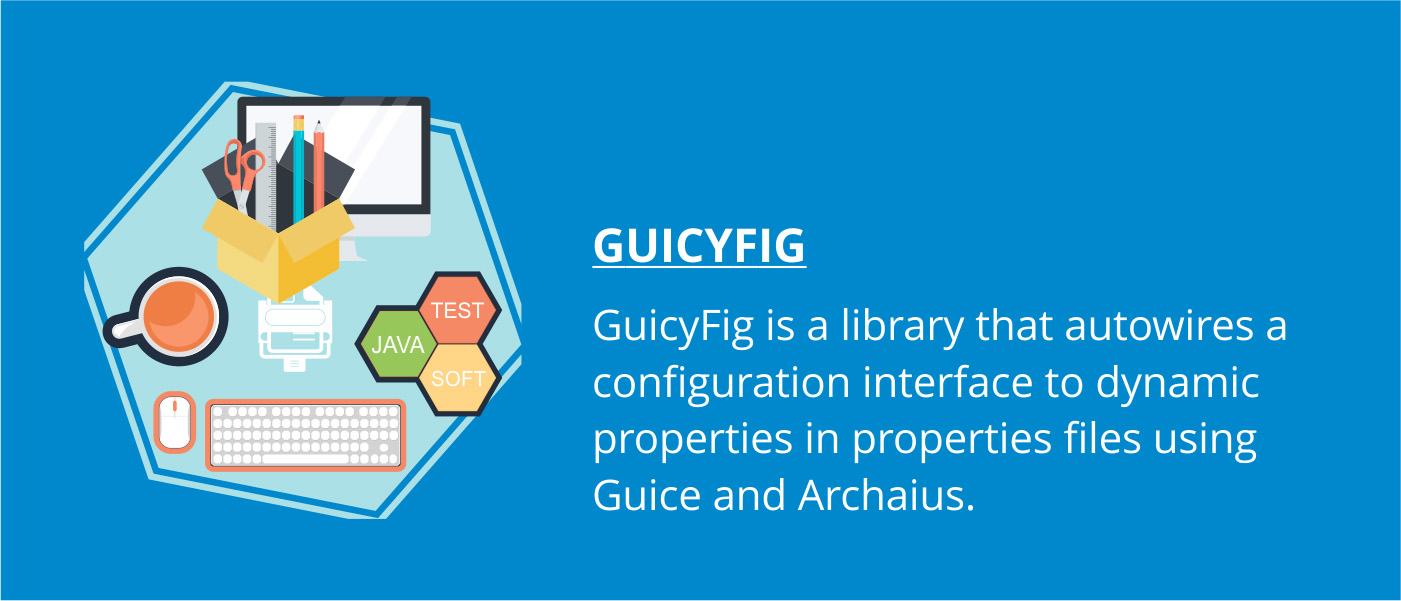 TEST
JAVA
SOFT
GUICYFIG
GuicyFig is a library that autowires a
configuration interface to dynamic
properties in properties files using
Guice and Archaius.